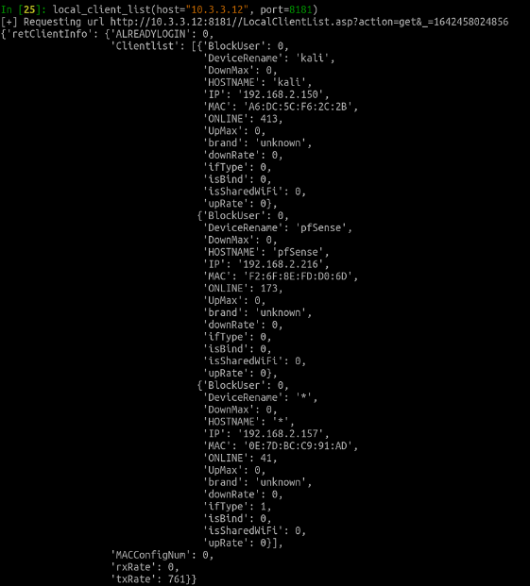 In [25]: local_client_list(host="10.3.3.12", port=8181)
[+] Requesting url http://10.3.3.12:8181//LocalClientList.asp?action=get&_=1642458024856
{'retClientInfo': {'ALREADYLOGIN': 0,
'Clientlist': [{'BlockUser': 0,
'DeviceRename': 'kali',
'DownMax': 0,
'HOSTNAME': 'kali',
'IP': '192.168.2.150',
'MAC': 'A6:DC:5C:F6:2C:2B',
'ONLINE': 413,
'UpMax': 0,
'brand': 'unknown',
'downRate': 0,
'ifType': 0,
'isBind': 0,
'isSharedWiFi': 0,
'upRate': 0},
{'BlockUser': 0,
'DeviceRename': 'pfSense',
'DownMax': 0,
'HOSTNAME': 'pfSense',
'IP': '192.168.2.216',
'MAC': 'F2:6F:8E:FD:D0:6D',
'ONLINE': 173,
'UpMax': 0,
'brand': 'unknown',
'downRate': 0,
'ifType': 0,
'isBind': 0,
'isSharedWiFi': 0,
'upRate': 0},
{'BlockUser': 0,
'DeviceRename': '*',
'DownMax': 0,
'HOSTNAME': '*',
'IP': '192.168.2.157',
'MAC': '0E:7D:BC:C9:91:AD',
'ONLINE': 41,
'UpMax': 0,
'brand': 'unknown',
'downRate': 0,
'ifType': 1,
'isBind': 0,
'isSharedWiFi': 0,
'upRate': 0}],
'MACConfigNum': 0,
'rxRate': 0,
'txRate': 761}}